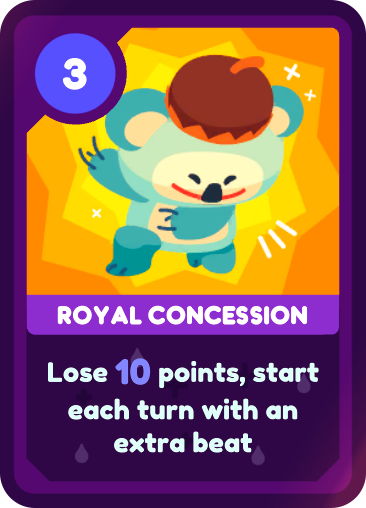 3
ROYAL CONCESSION
Lose 10 points, start
each turn with an
extra beat